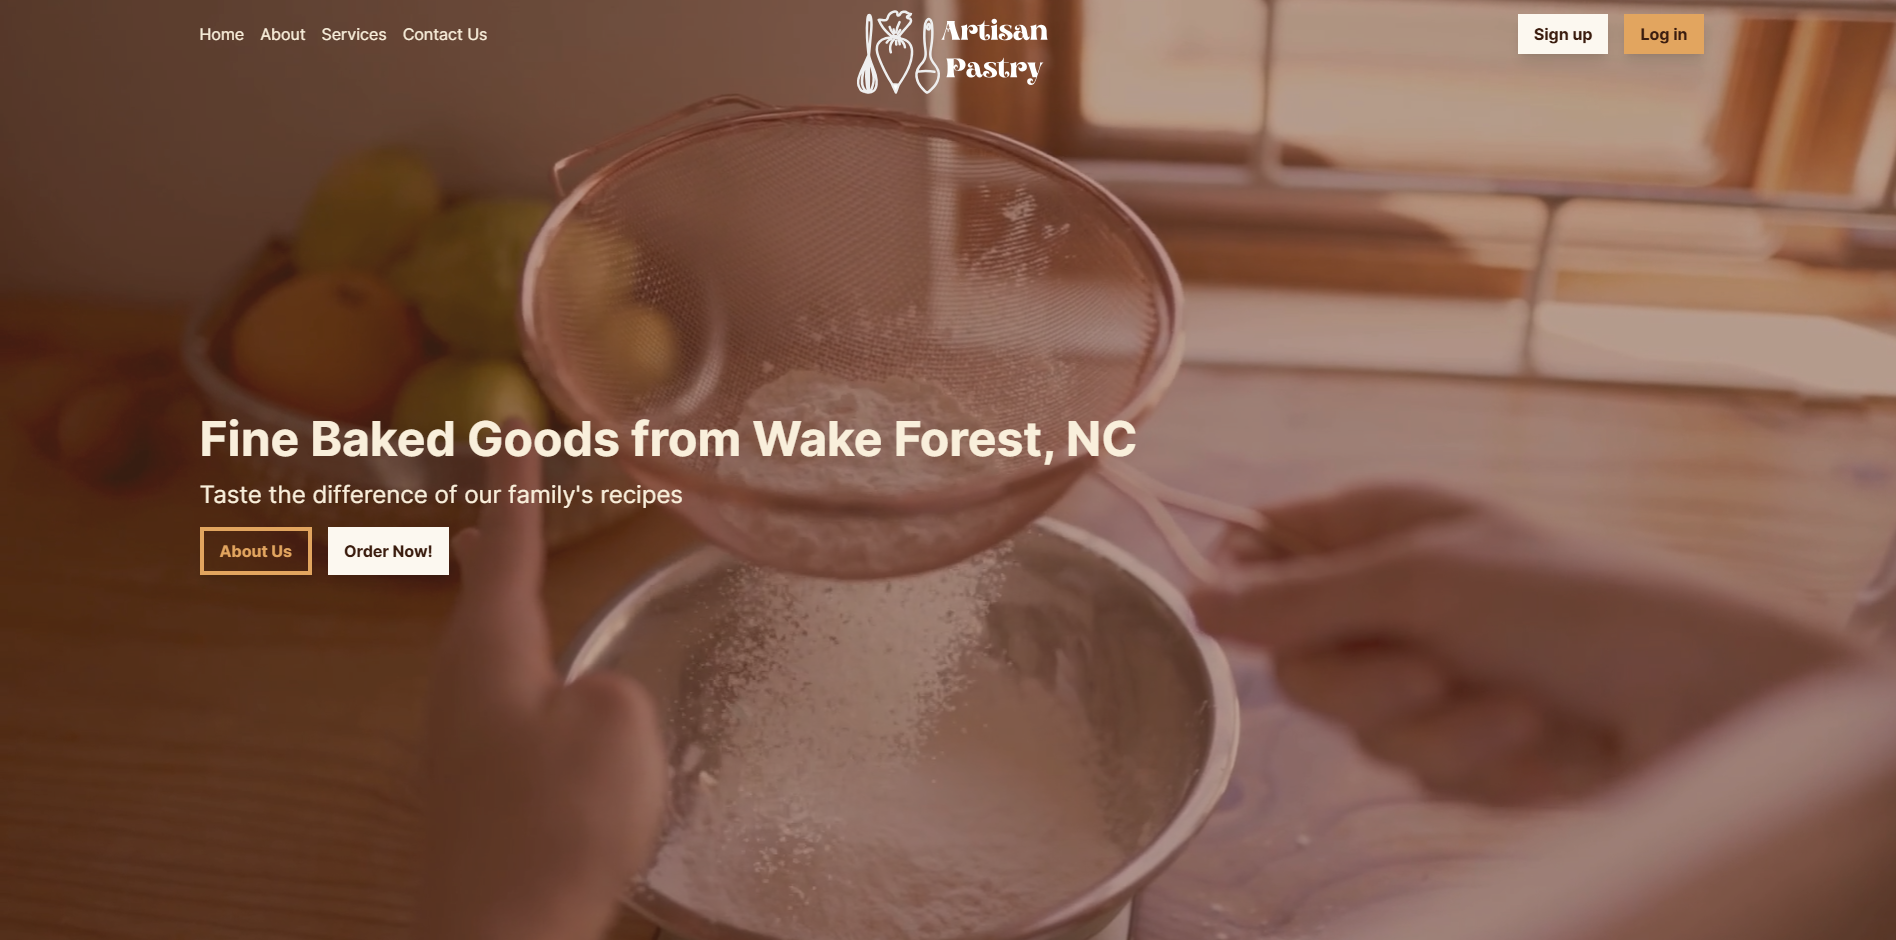 Home About Services Contact Us
Artisan
Pastry
Sign up Log in
Fine Baked Goods from Wake Forest, NC
Taste the difference of our family's recipes
About Us Order Now!